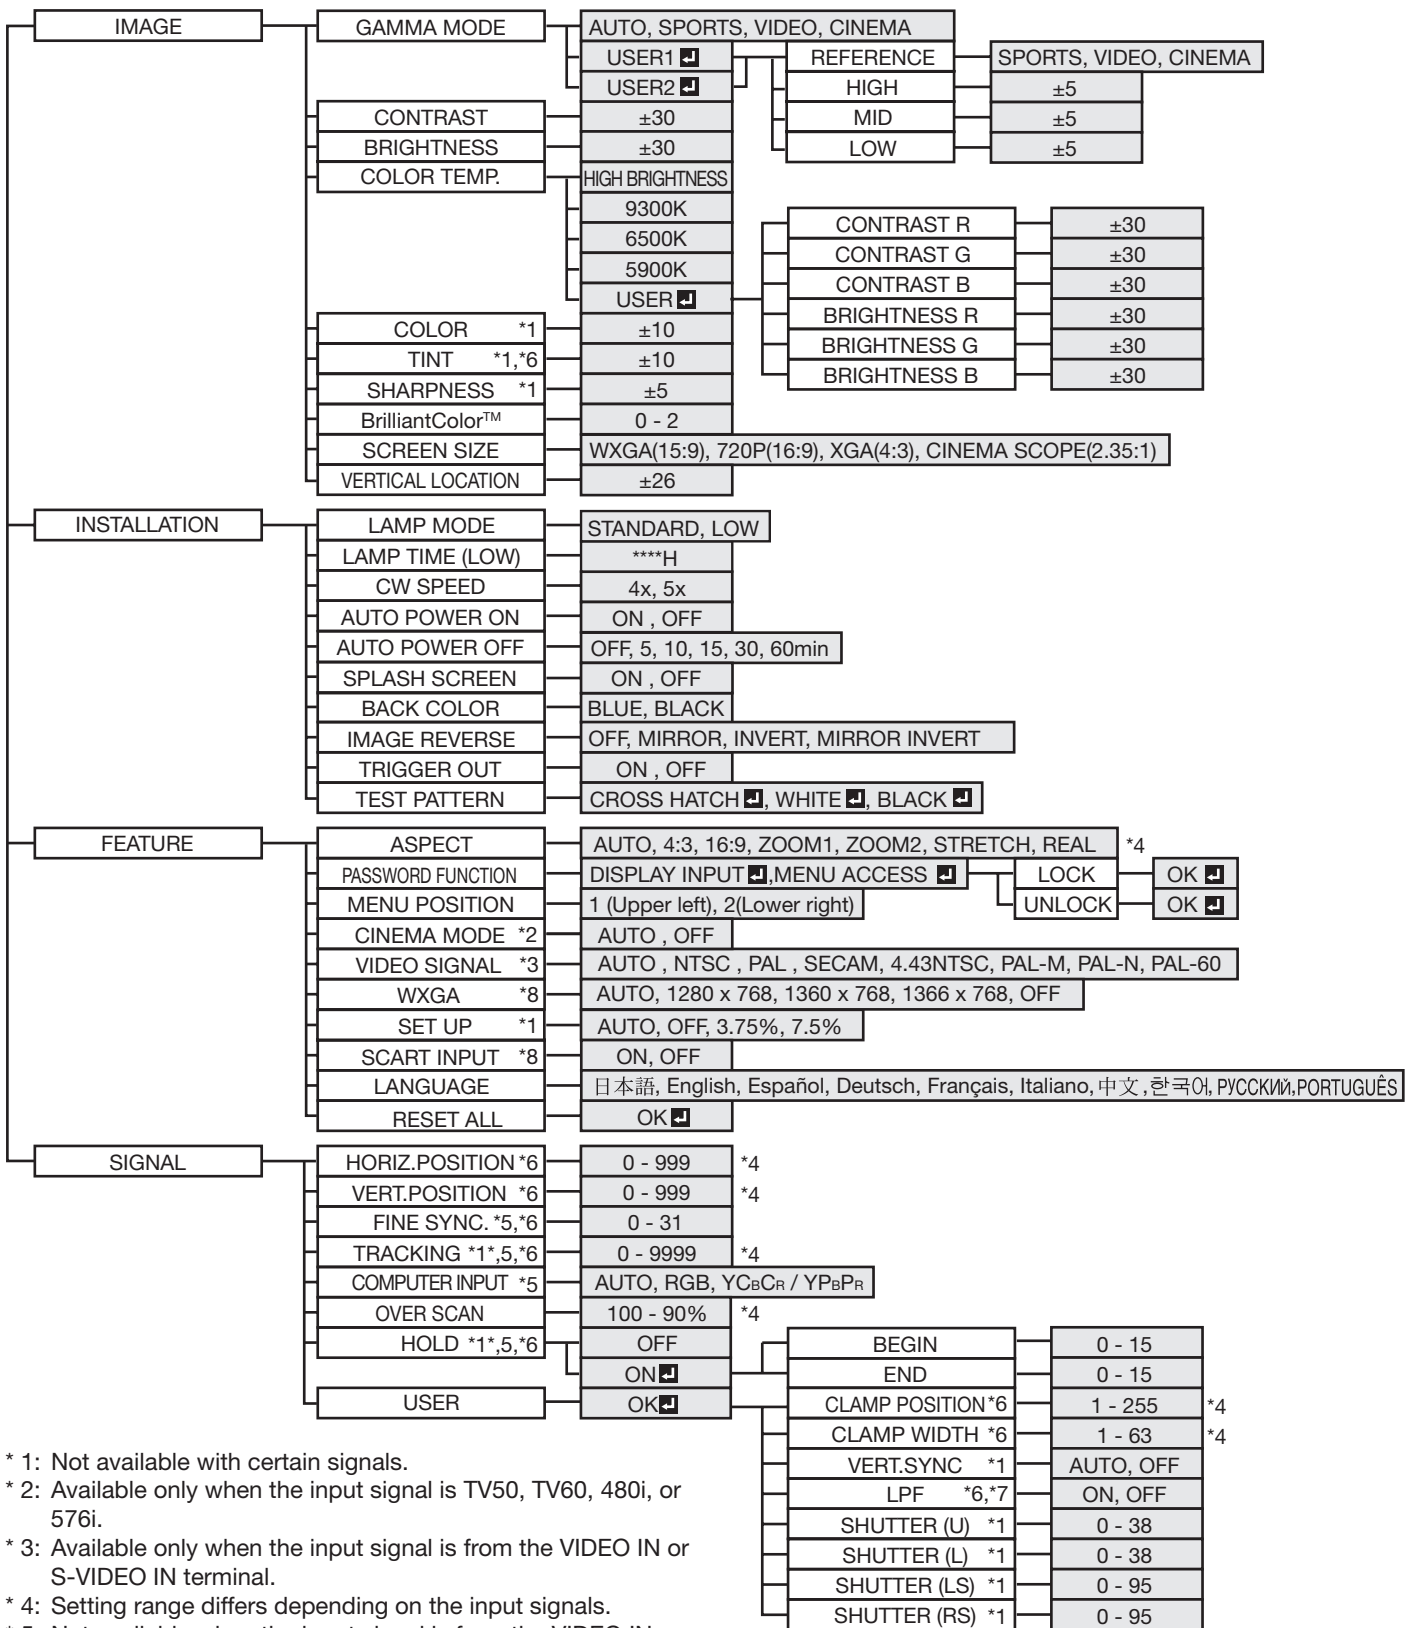 IMAGE GAMMA MODE AUTO, SPORTS, VIDEO, CINEMA
USER1 REFERENCE SPORTS, VIDEO, CINEMA
USER2 HIGH ±5
CONTRAST ±30 MID ±5
BRIGHTNESS ±30 LOW ±5
COLOR TEMP. HIGH BRIGHTNESS
9300K CONTRAST R ±30
6500K CONTRAST G ±30
5900K CONTRAST B ±30
USER BRIGHTNESS R ±30
COLOR *1 ±10 BRIGHTNESS G ±30
TINT *1,*6 ±10 BRIGHTNESS B ±30
SHARPNESS *1 ±5
BrilliantColor™ 0 - 2
SCREEN SIZE WXGA(15:9), 720P(16:9), XGA(4:3), CINEMA SCOPE(2.35:1)
VERTICAL LOCATION ±26
INSTALLATION LAMP MODE STANDARD, LOW
LAMP TIME (LOW) ****H
CW SPEED 4x, 5x
AUTO POWER ON ON , OFF
AUTO POWER OFF OFF, 5, 10, 15, 30, 60min
SPLASH SCREEN ON , OFF
BACK COLOR BLUE, BLACK
IMAGE REVERSE OFF, MIRROR, INVERT, MIRROR INVERT
TRIGGER OUT ON , OFF
TEST PATTERN CROSS HATCH , WHITE , BLACK
FEATURE ASPECT AUTO, 4:3, 16:9, ZOOM1, ZOOM2, STRETCH, REAL *4
PASSWORD FUNCTION DISPLAY INPUT ,MENU ACCESS LOCK OK
MENU POSITION 1 (Upper left), 2(Lower right) UNLOCK OK
CINEMA MODE *2 AUTO , OFF
VIDEO SIGNAL *3 AUTO , NTSC , PAL , SECAM, 4.43NTSC, PAL-M, PAL-N, PAL-60
WXGA *8 AUTO, 1280 x 768, 1360 x 768, 1366 x 768, OFF
SET UP *1 AUTO, OFF, 3.75%, 7.5%
SCART INPUT *8 ON, OFF
LANGUAGE 日本語, English, Español, Deutsch, Français, Italiano, 中文 ,한국어, РУССКИЙ,PORTUGUÊS
RESET ALL OK
SIGNAL HORIZ.POSITION *6 0 - 999 *4
VERT.POSITION *6 0 - 999 *4
FINE SYNC. *5,*6 0 - 31
TRACKING *1*,5,*6 0 - 9999 *4
COMPUTER INPUT *5 AUTO, RGB, YCBCR / YPBPR
OVER SCAN 100 - 90% *4
HOLD *1*,5,*6 OFF BEGIN 0 - 15
ON END 0 - 15
USER OK CLAMP POSITION *6 1 - 255 *4
CLAMP WIDTH *6 1 - 63 *4
VERT.SYNC *1 AUTO, OFF
LPF *6,*7 ON, OFF
SHUTTER (U) *1 0 - 38
SHUTTER (L) *1 0 - 38
SHUTTER (LS) *1 0 - 95
SHUTTER (RS) *1 0 - 95
* 1: Not available with certain signals.
* 2: Available only when the input signal is TV50, TV60, 480i, or
576i.
* 3: Available only when the input signal is from the VIDEO IN or
S-VIDEO IN terminal.
* 4: Setting range differs depending on the input signals.